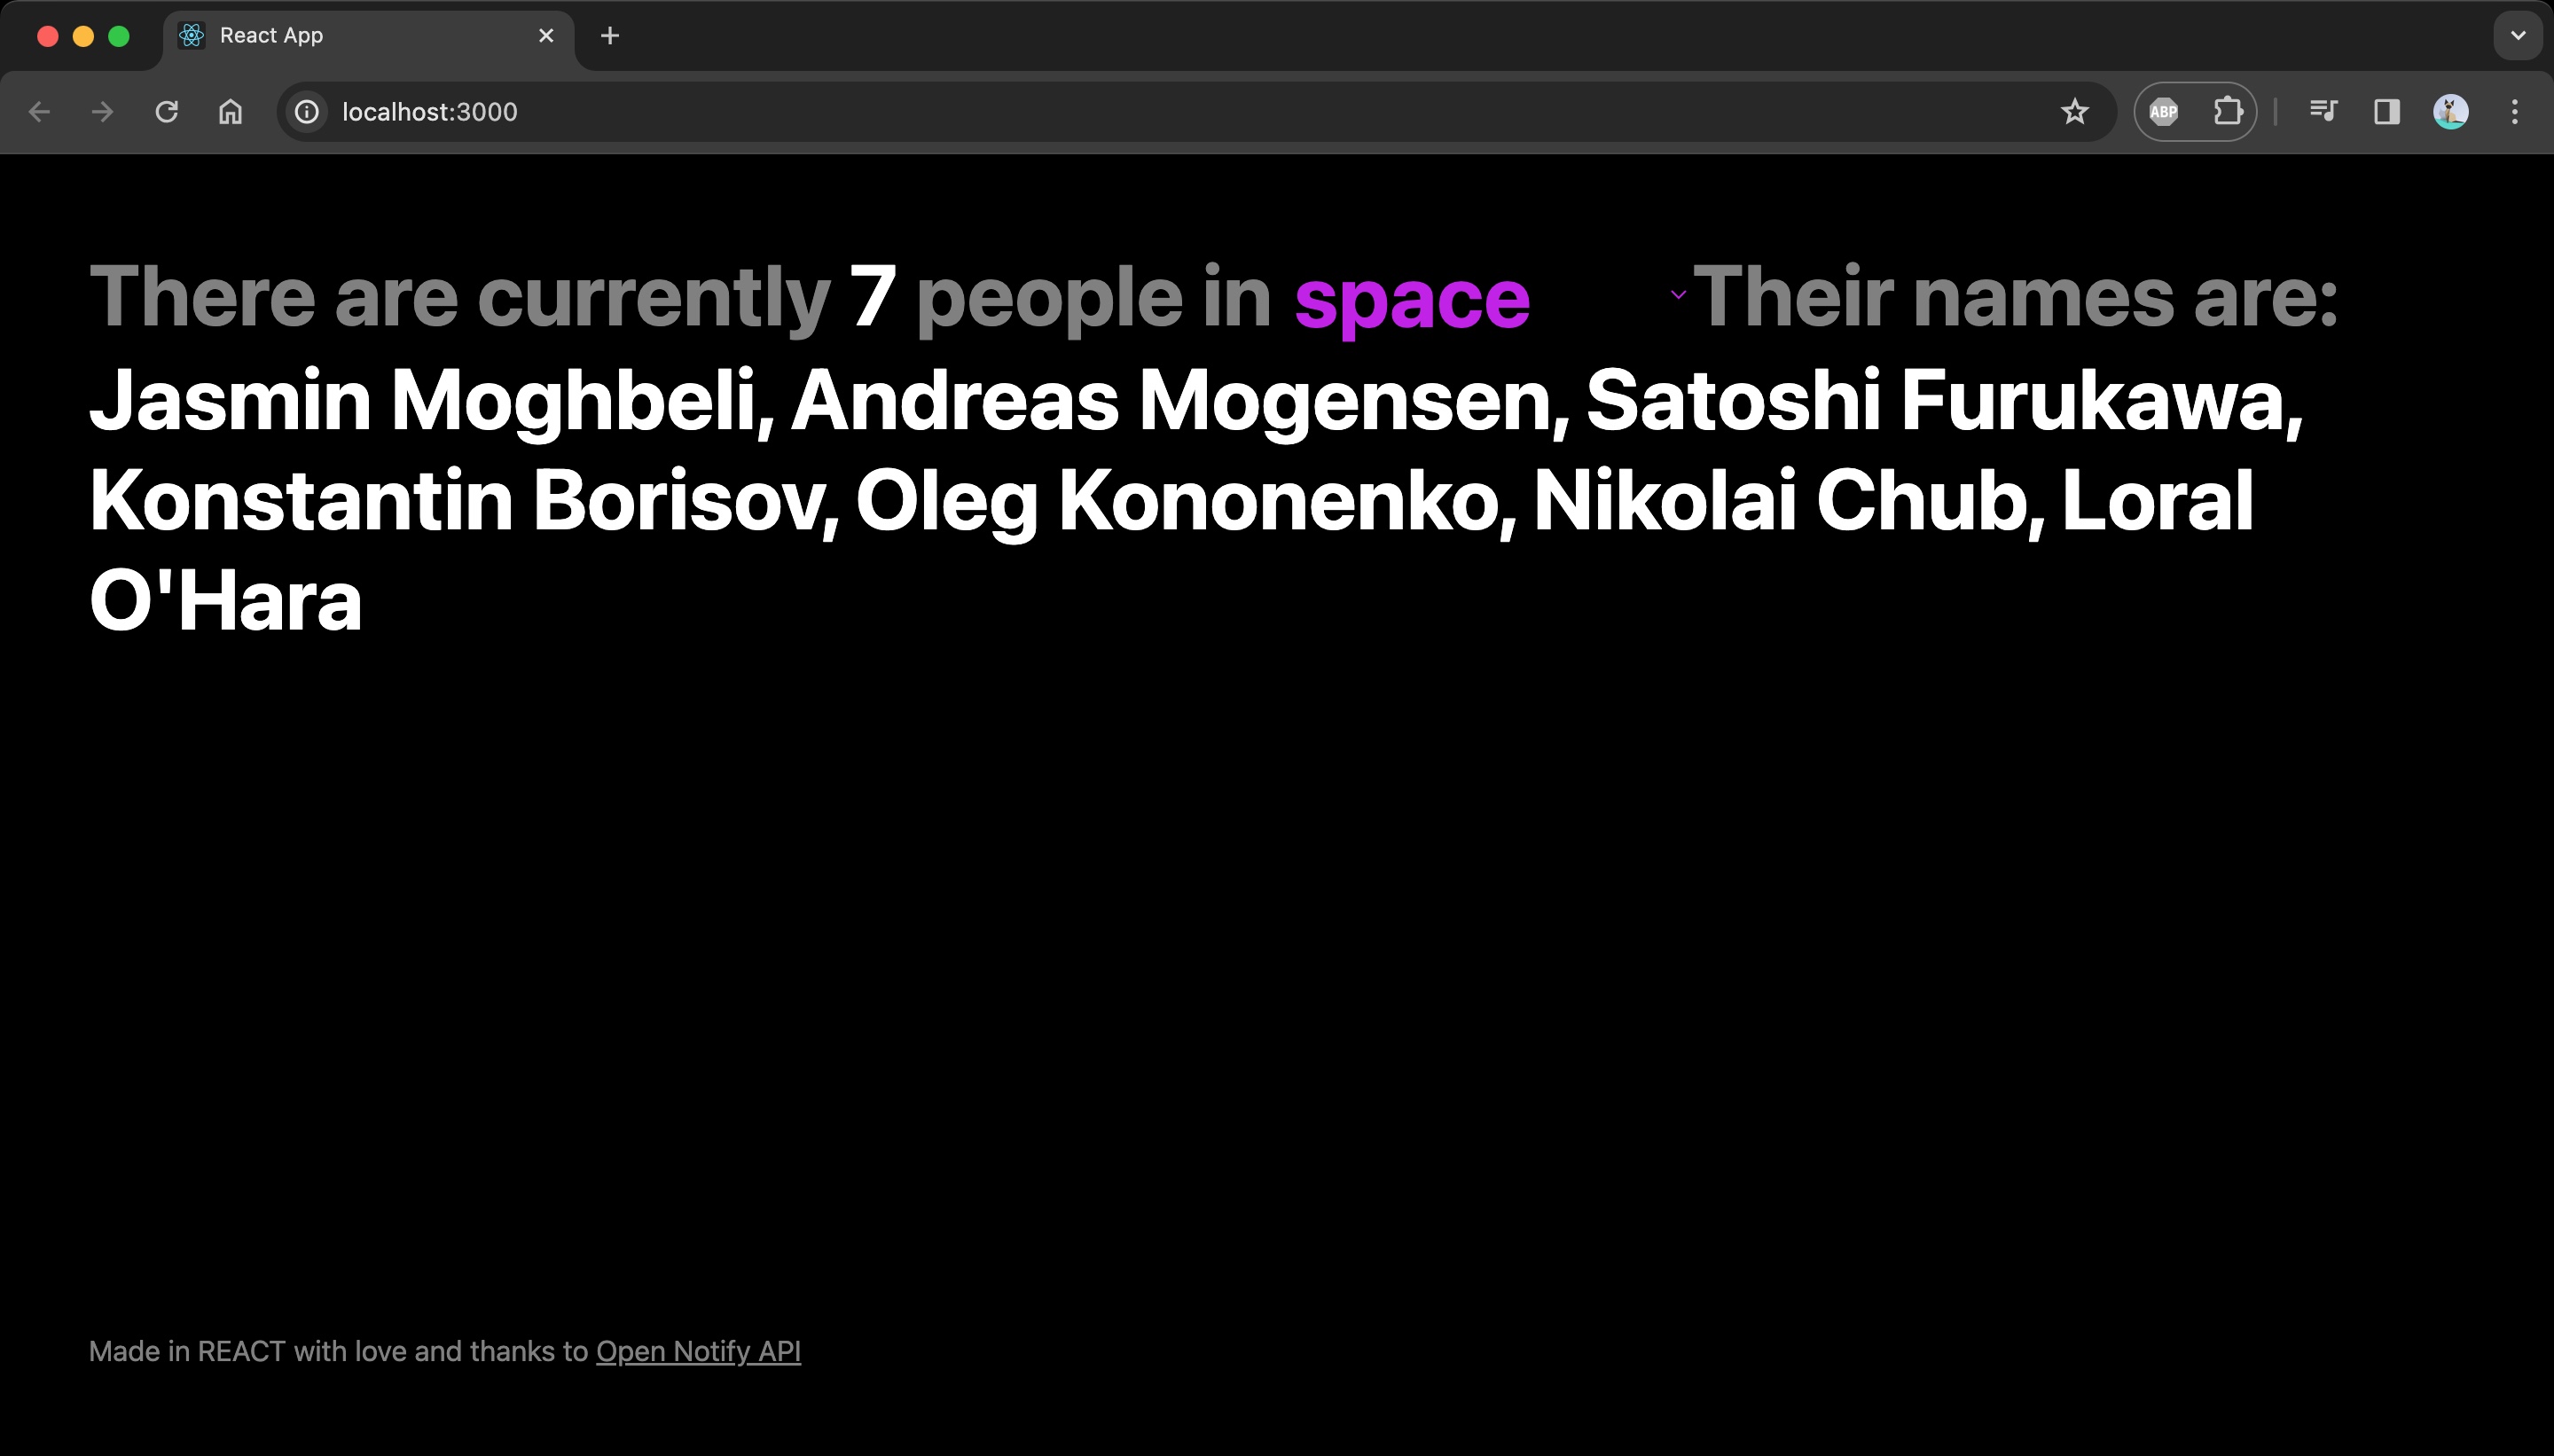 React App
localhost:3000
ABP
There are currently 7 people in space Their names are:
Jasmin Moghbeli, Andreas Mogensen, Satoshi Furukawa,
Konstantin Borisov, Oleg Kononenko, Nikolai Chub, Loral
O'Hara
Made in REACT with love and thanks to Open Notify API